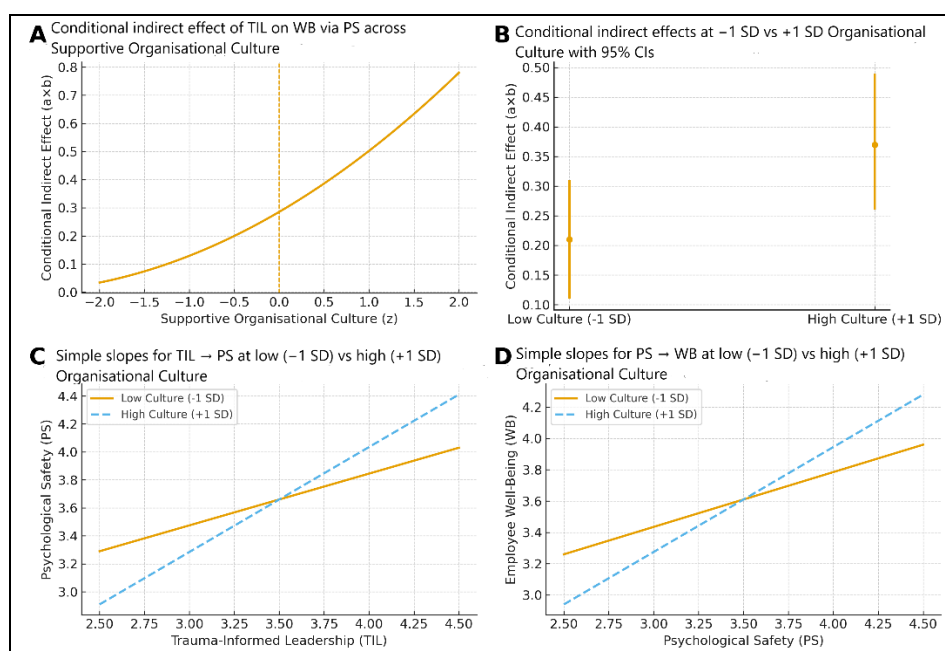 A Conditional indirect effect of TIL on WB via PS across
Supportive Organisational Culture
Conditional Indirect Effect (a×b)
0.8
0.7
0.6
0.5
0.4
0.3
0.2
0.1
0.0
−2.0 −1.5 −1.0 −0.5 0.0 0.5 1.0 1.5 2.0
Supportive Organisational Culture (z)
B Conditional indirect effects at −1 SD vs +1 SD Organisational
Culture with 95% CIs
Conditional Indirect Effect (a×b)
0.50
0.45
0.40
0.35
0.30
0.25
0.20
0.15
0.10
Low Culture (-1 SD) High Culture (+1 SD)
C Simple slopes for TIL → PS at low (−1 SD) vs high (+1 SD)
Organisational Culture
Low Culture (-1 SD)
High Culture (+1 SD)
Psychological Safety (PS)
4.4
4.2
4.0
3.8
3.6
3.4
3.2
3.0
2.50 2.75 3.00 3.25 3.50 3.75 4.00 4.25 4.50
Trauma-Informed Leadership (TIL)
D Simple slopes for PS → WB at low (−1 SD) vs high (+1 SD)
Organisational Culture
Low Culture (-1 SD)
High Culture (+1 SD)
Employee Well-Being (WB)
4.2
4.0
3.8
3.6
3.4
3.2
3.0
2.50 2.75 3.00 3.25 3.50 3.75 4.00 4.25 4.50
Psychological Safety (PS)